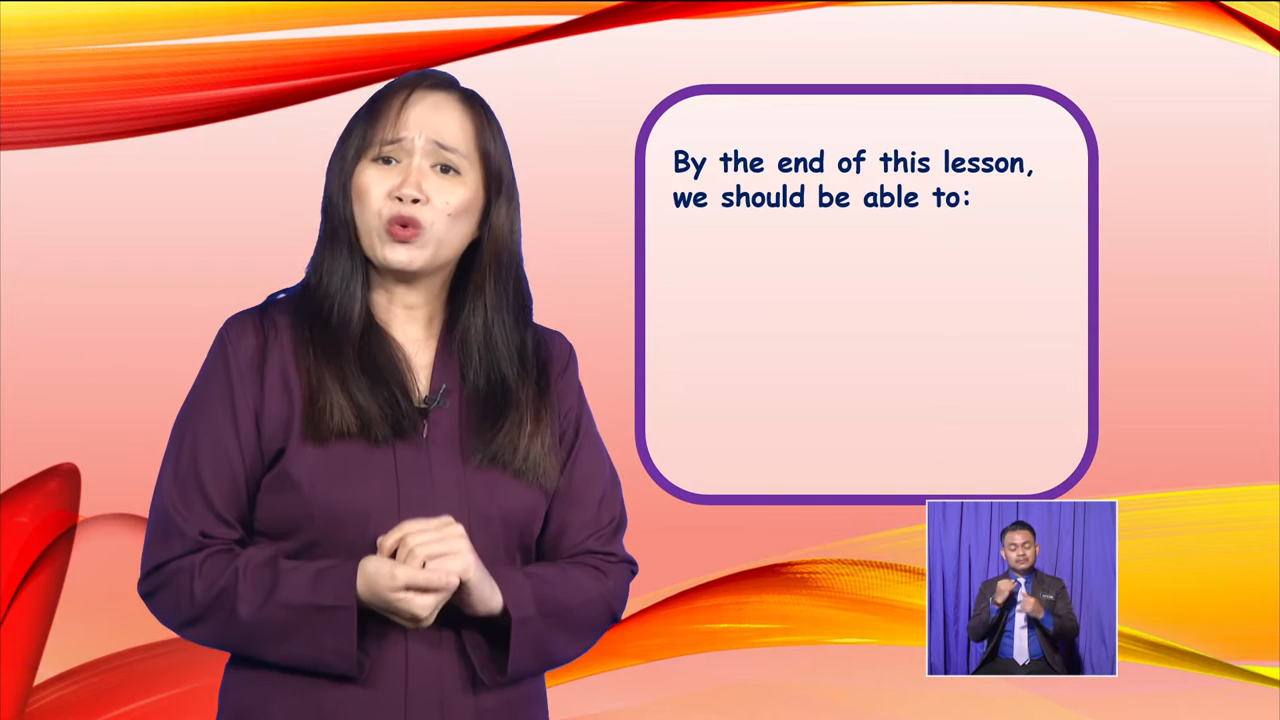 By the end of this lesson,
we should be able to: